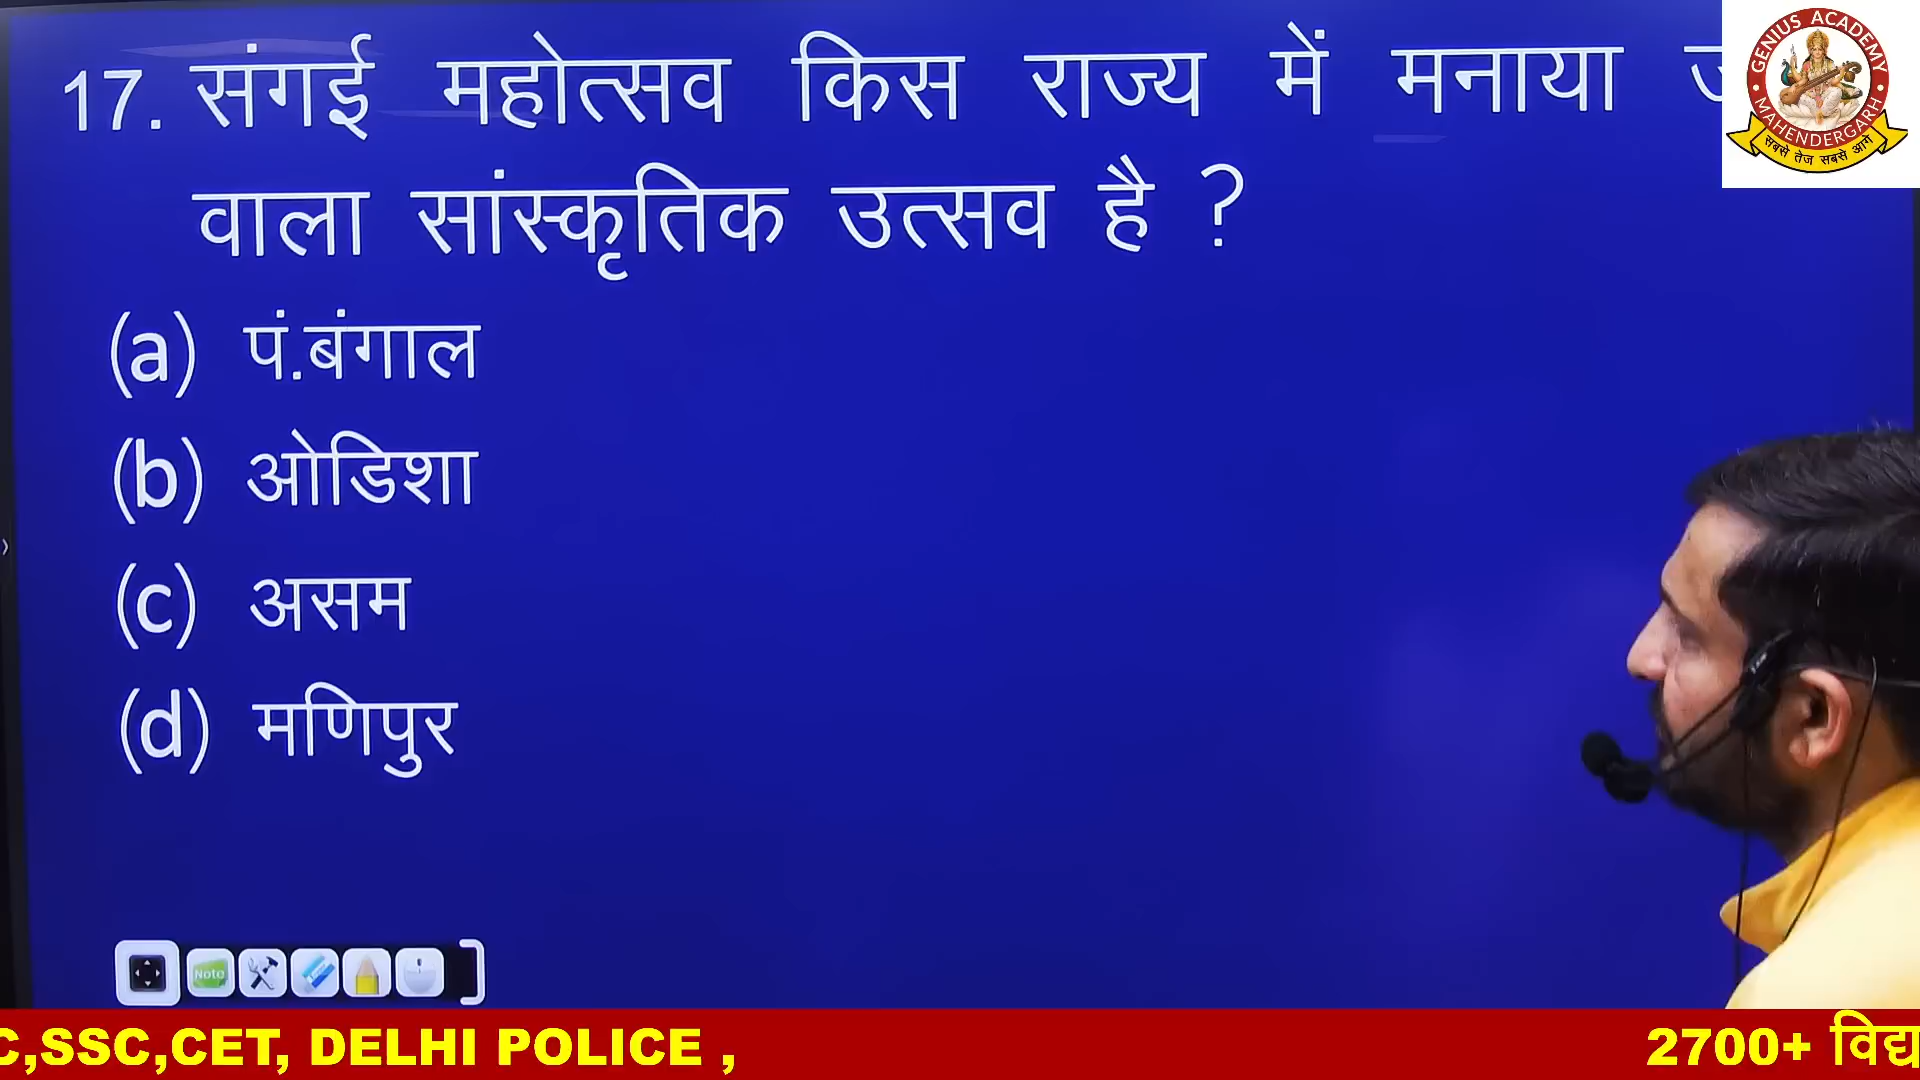 17. संगई महोत्सव किस राज्य में मनाया
वाला सांस्कृतिक उत्सव है ?
(a) पं.बंगाल
(b) ओडिशा
(c) असम
(d) मणिपुर
GENIUS ACADEMY
MAHENDERGARH
सबसे तेज सबसे आगे
Note
C,SSC,CET, DELHI POLICE ,
2700+